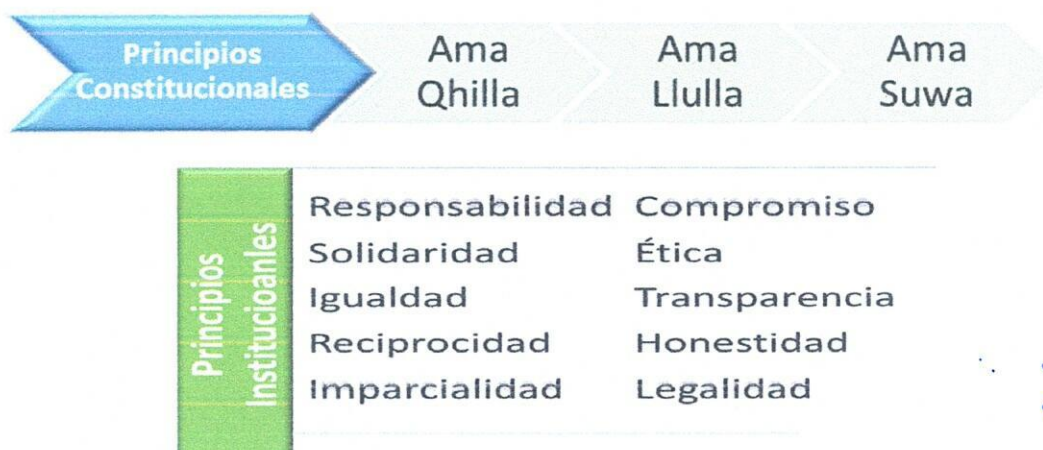 Principios
Constitucionales
Ama
Qhilla
Ama
Llulla
Ama
Suwa
Principios
Institucioanles
Responsabilidad Compromiso
Solidaridad Ética
Igualdad Transparencia
Reciprocidad Honestidad
Imparcialidad Legalidad